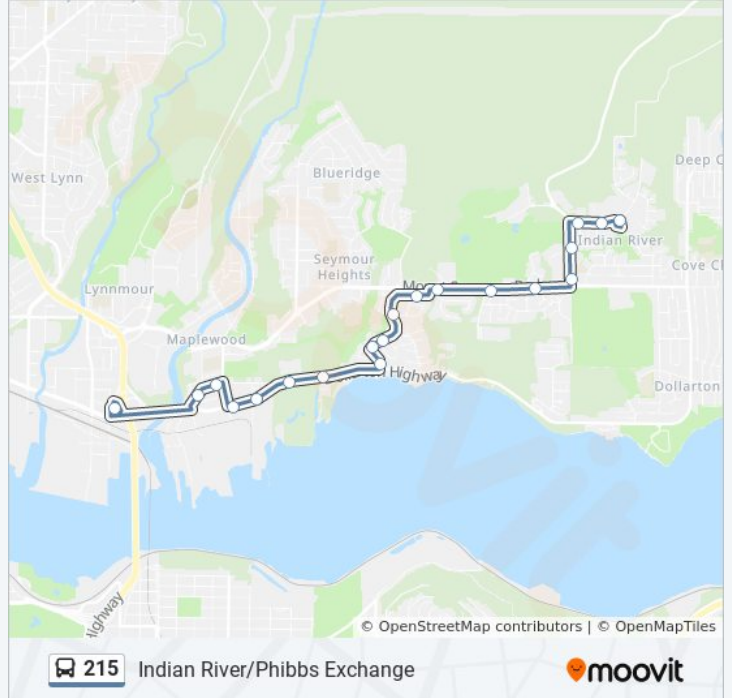 West Lynn
Blueridge
Deep C
Indian River
Seymour
Heights
Cove Cl
Lynnmour
Maplewood
Highway
Dollarton
Highway
© OpenStreetMap contributors | © OpenMapTiles
215
Indian River/Phibbs Exchange
moovit